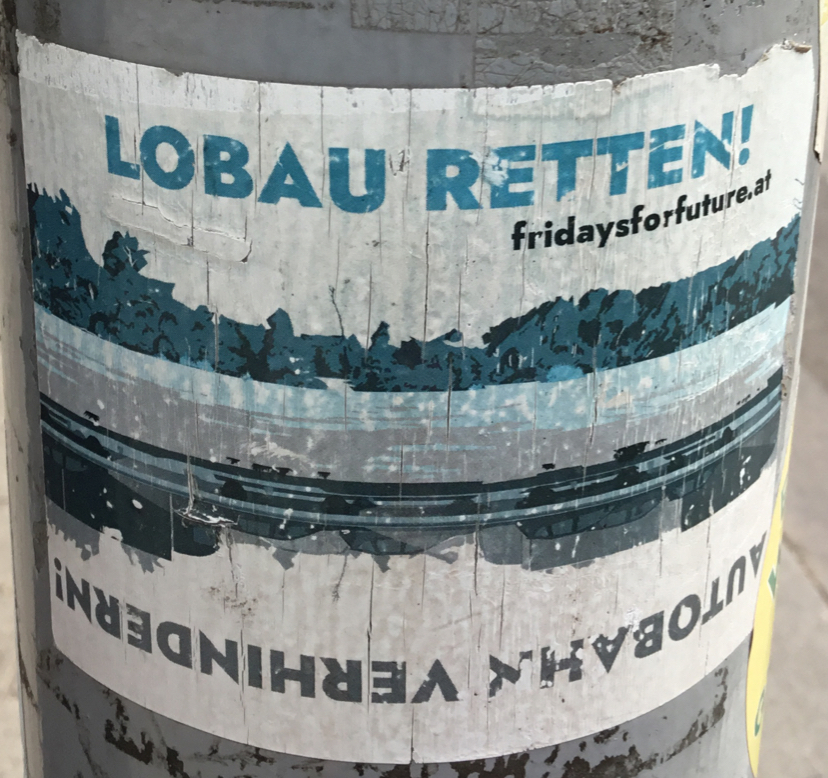 LOBAU RETTEN!
fridaysforfuture.at
AUTOBAHN VERHINDERN!